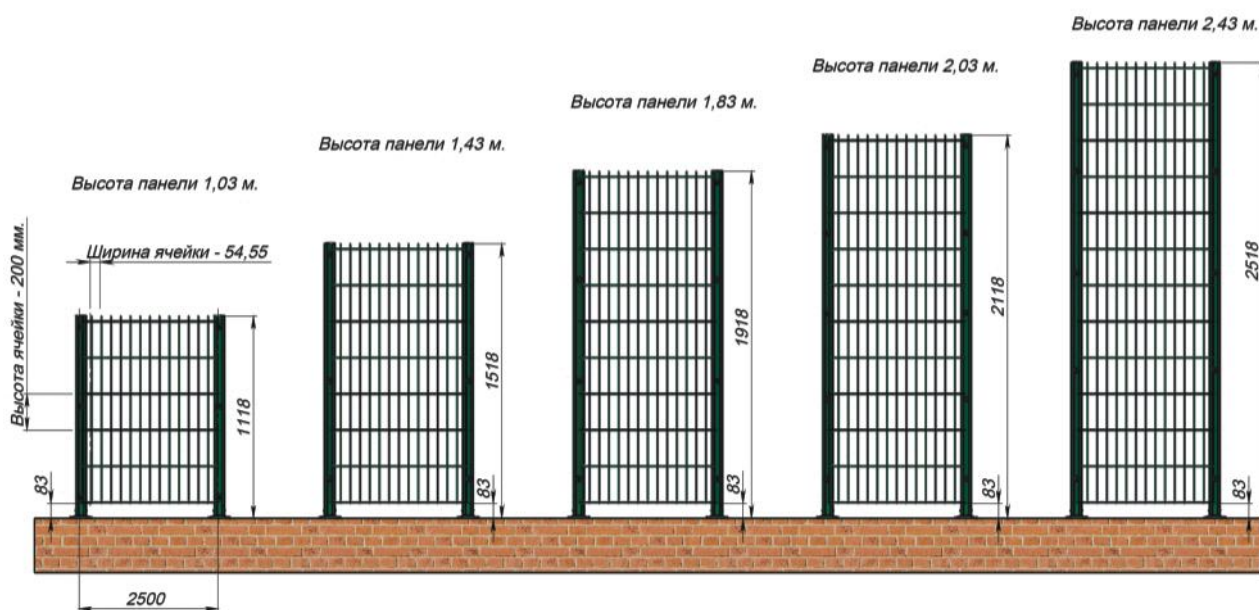 Высота панели 2,43 м.
Высота панели 2,03 м.
Высота панели 1,83 м.
Высота панели 1,43 м.
Высота панели 1,03 м.
Ширина ячейки - 54,55
Высота ячейки - 200 мм.
1118
1518
1918
2118
2518
83
83
83
83
83
2500